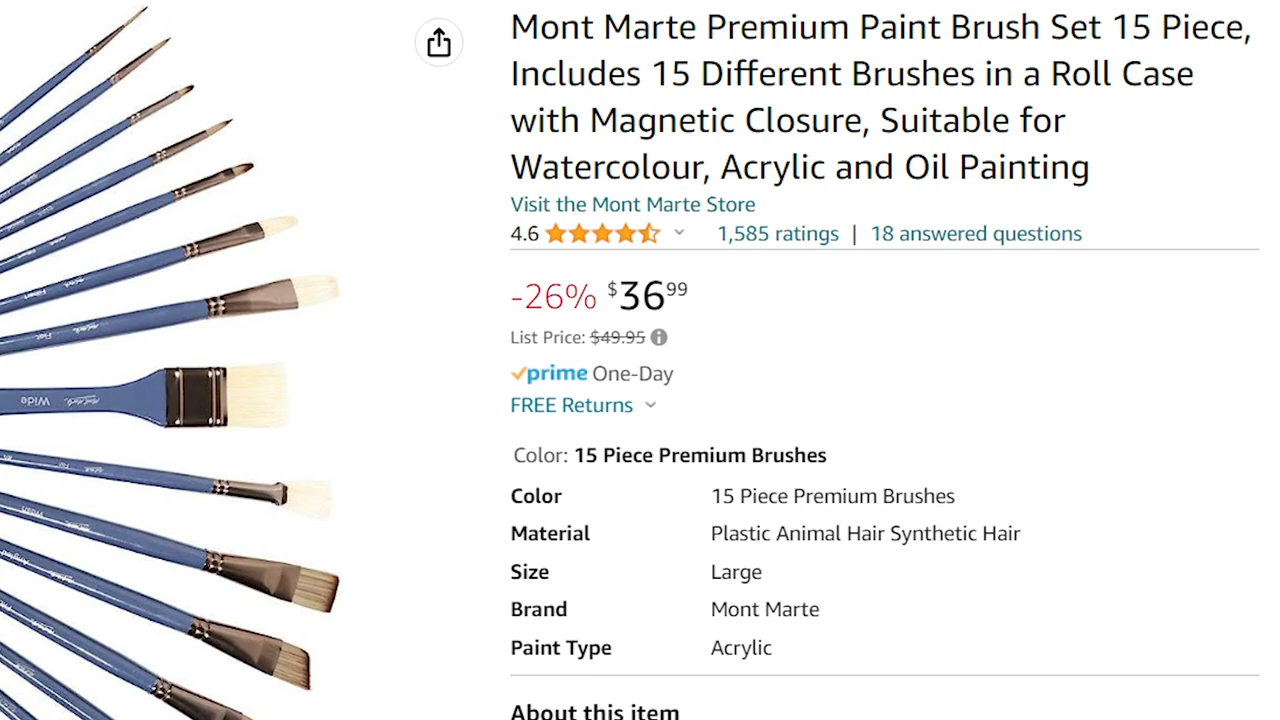 Mont Marte Premium Paint Brush Set 15 Piece,
Includes 15 Different Brushes in a Roll Case
with Magnetic Closure, Suitable for
Watercolour, Acrylic and Oil Painting
Visit the Mont Marte Store
4.6 1,585 ratings | 18 answered questions
-26% $36 99
List Price: $49.95
prime One-Day
FREE Returns
Color: 15 Piece Premium Brushes
Color 15 Piece Premium Brushes
Material Plastic Animal Hair Synthetic Hair
Size Large
Brand Mont Marte
Paint Type Acrylic
About this item
Flat
Wide